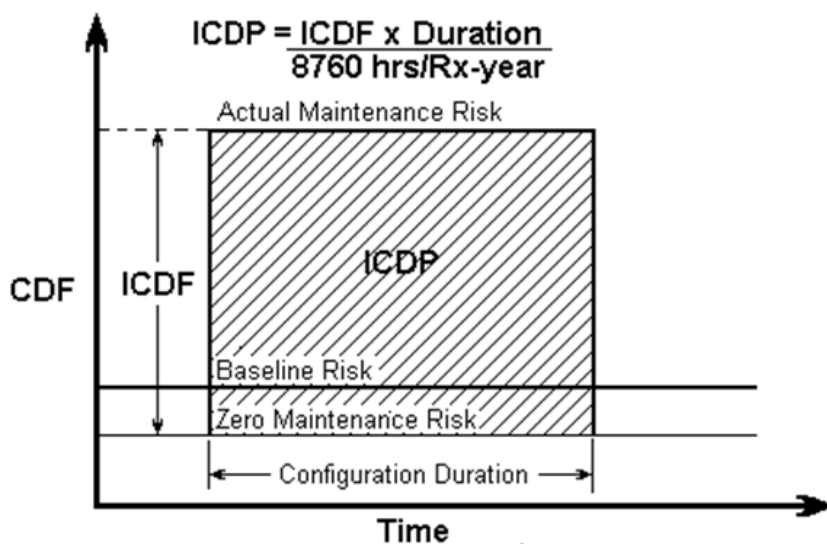 ICDP = ICDF x Duration
8760 hrs/Rx-year
Actual Maintenance Risk
CDF
ICDF
ICDP
Baseline Risk
Zero Maintenance Risk
Configuration Duration
Time